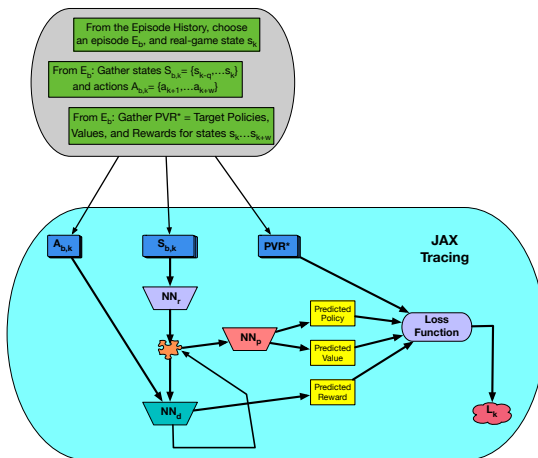 From the Episode History, choose
an episode E_b, and real-game state s_k
From E_b: Gather states S_b,k = {s_k-q,...s_k}
and actions A_b,k = {a_k+1,...a_k+w}
From E_b: Gather PVR* = Target Policies,
Values, and Rewards for states s_k...s_k+w
A_b,k
S_b,k
PVR*
JAX
Tracing
NN_r
NN_p
Predicted
Policy
Predicted
Value
Predicted
Reward
Loss
Function
NN_d
L_k